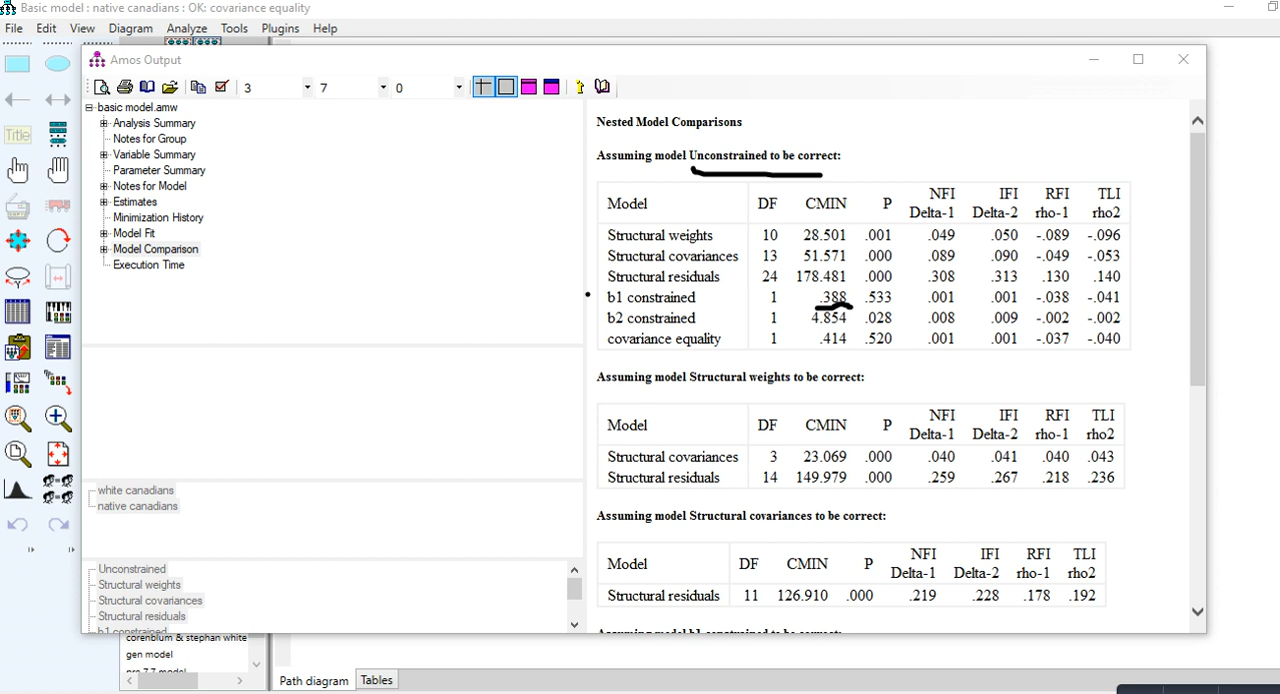 Basic model : native canadians : OK: covariance equality
File Edit View Diagram Analyze Tools Plugins Help
Amos Output
3 7 0
Title
basic model.amw
Analysis Summary
Notes for Group
Variable Summary
Parameter Summary
Notes for Model
Estimates
Minimization History
Model Fit
Model Comparison
Execution Time
white canadians
native canadians
Unconstrained
Structural weights
Structural covariances
Structural residuals
b1 constrained
corenblum & stephan white
gen model
Path diagram Tables
Nested Model Comparisons
Assuming model Unconstrained to be correct:
Model DF CMIN P NFI Delta-1 IFI Delta-2 RFI rho-1 TLI rho2
Structural weights 10 28.501 .001 .049 .050 -.089 -.096
Structural covariances 13 51.571 .000 .089 .090 -.049 -.053
Structural residuals 24 178.481 .000 .308 .313 .130 .140
b1 constrained 1 .388 .533 .001 .001 -.038 -.041
b2 constrained 1 4.854 .028 .008 .009 -.002 -.002
covariance equality 1 .414 .520 .001 .001 -.037 -.040
Assuming model Structural weights to be correct:
Model DF CMIN P NFI Delta-1 IFI Delta-2 RFI rho-1 TLI rho2
Structural covariances 3 23.069 .000 .040 .041 .040 .043
Structural residuals 14 149.979 .000 .259 .267 .218 .236
Assuming model Structural covariances to be correct:
Model DF CMIN P NFI Delta-1 IFI Delta-2 RFI rho-1 TLI rho2
Structural residuals 11 126.910 .000 .219 .228 .178 .192
Assuming model b1 constrained to be correct: